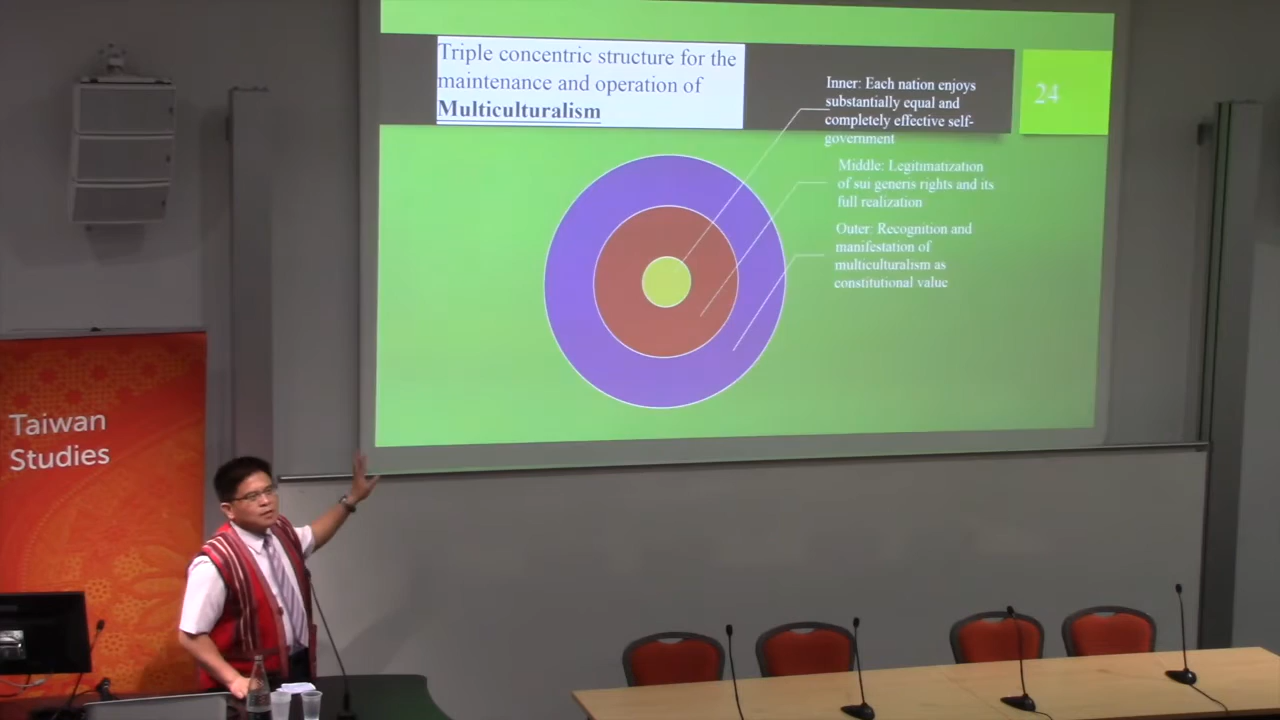 Triple concentric structure for the
maintenance and operation of
Multiculturalism
24
Inner: Each nation enjoys
substantially equal and
completely effective self-
government
Middle: Legitimatization
of sui generis rights and its
full realization
Outer: Recognition and
manifestation of
multiculturalism as
constitutional value
Taiwan
Studies